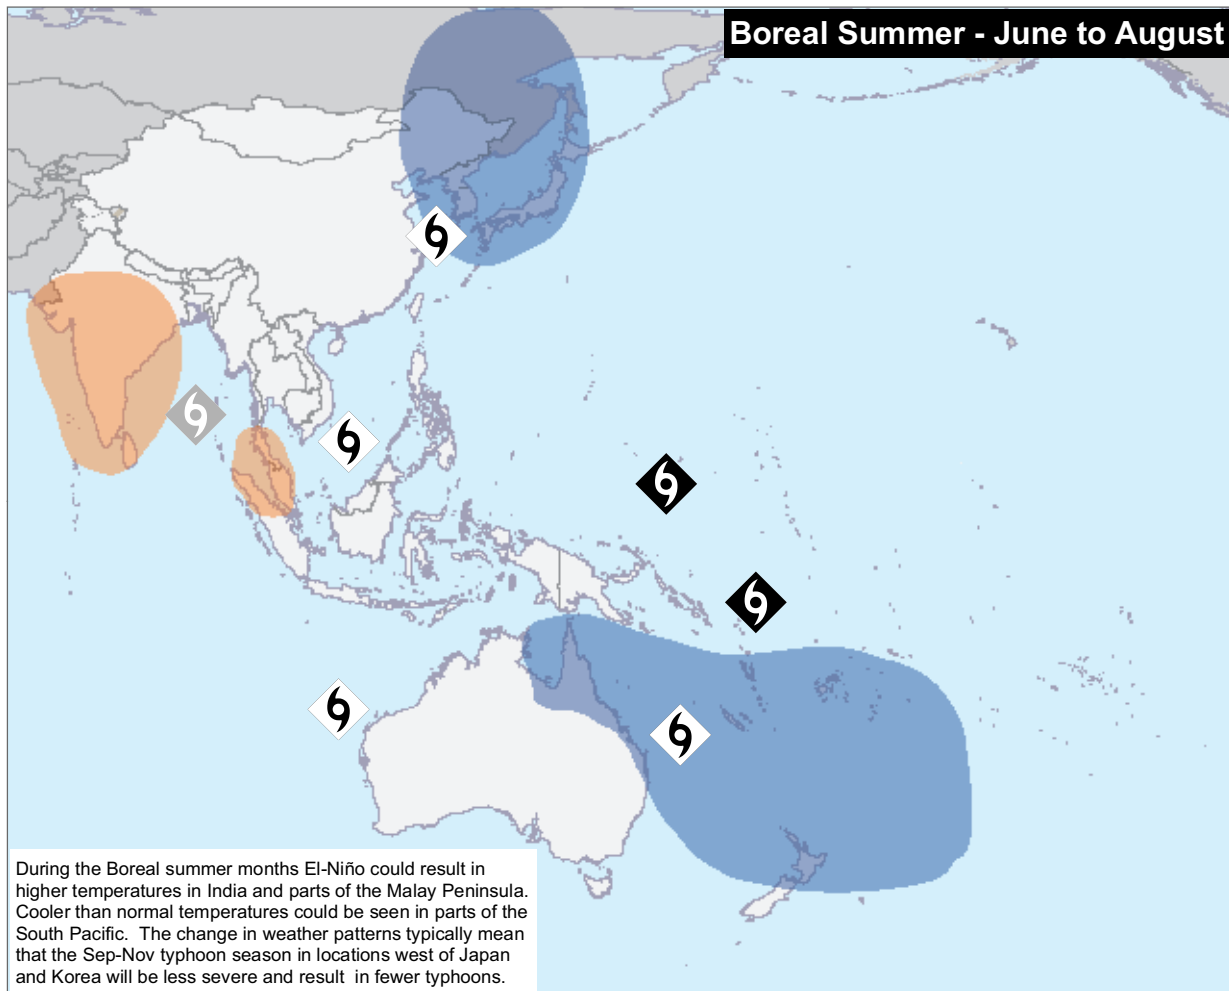 Boreal Summer - June to August
During the Boreal summer months El-Niño could result in
higher temperatures in India and parts of the Malay Peninsula.
Cooler than normal temperatures could be seen in parts of the
South Pacific.  The change in weather patterns typically mean
that the Sep-Nov typhoon season in locations west of Japan
and Korea will be less severe and result  in fewer typhoons.